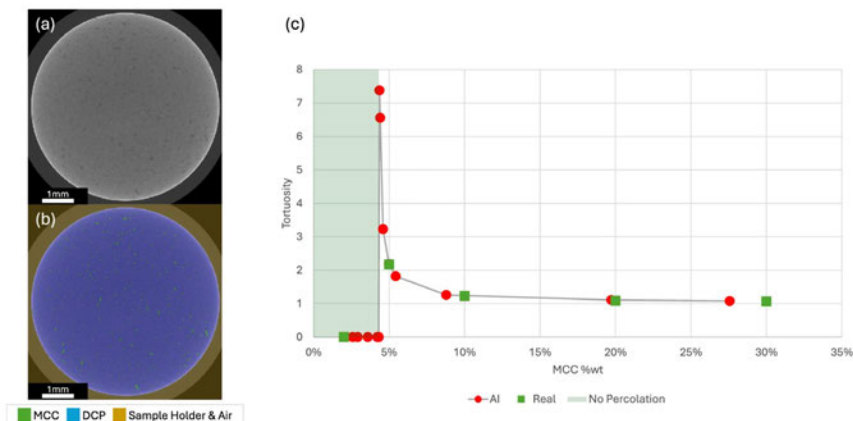 (a)
1mm
(b)
1mm
MCC DCP Sample Holder & Air
(c)
8
7
6
5
4
3
2
1
0
Tortuosity
0% 5% 10% 15% 20% 25% 30% 35%
MCC %wt
AI Real No Percolation